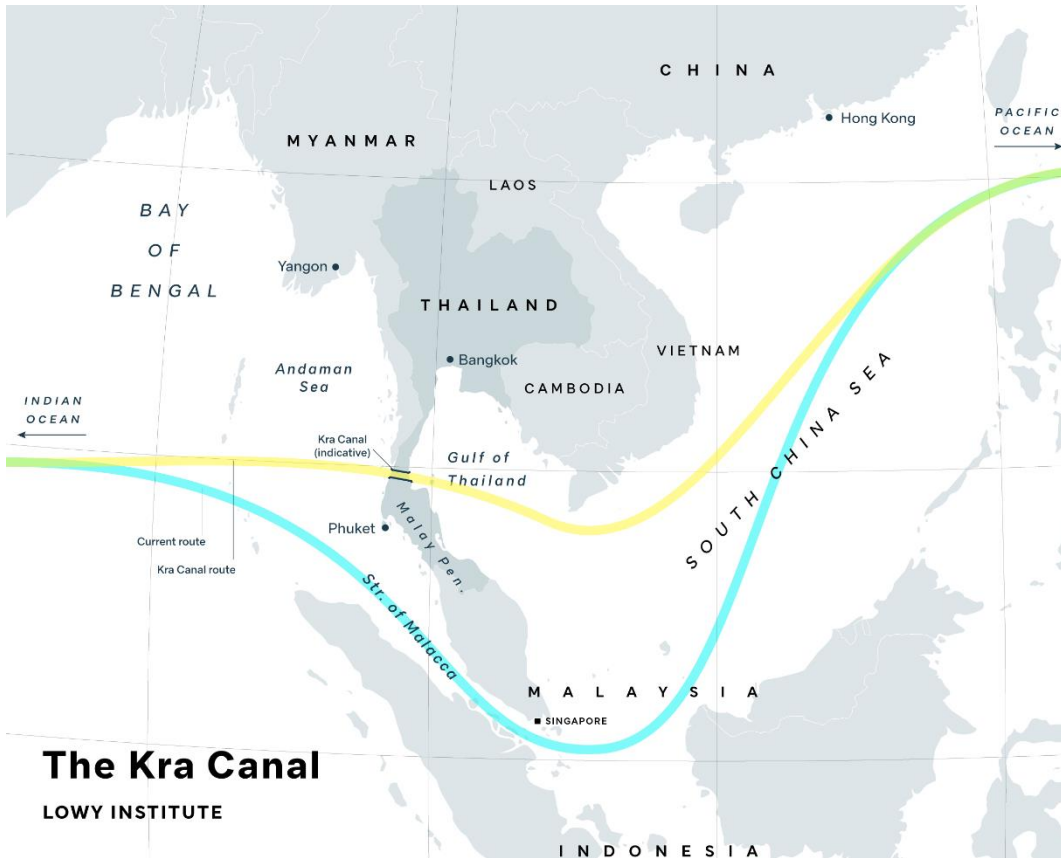 CHINA
PACIFIC
OCEAN
Hong Kong
MYANMAR
LAOS
BAY
OF
BENGAL
Yangon
THAILAND
VIETNAM
Bangkok
Andaman
Sea
CAMBODIA
INDIAN
OCEAN
Kra Canal
(indicative)
Gulf of
Thailand
SOUTH CHINA SEA
Phuket
Malay Pen.
Current route
Kra Canal route
Str. of Malacca
MALAYSIA
SINGAPORE
The Kra Canal
LOWY INSTITUTE
INDONESIA